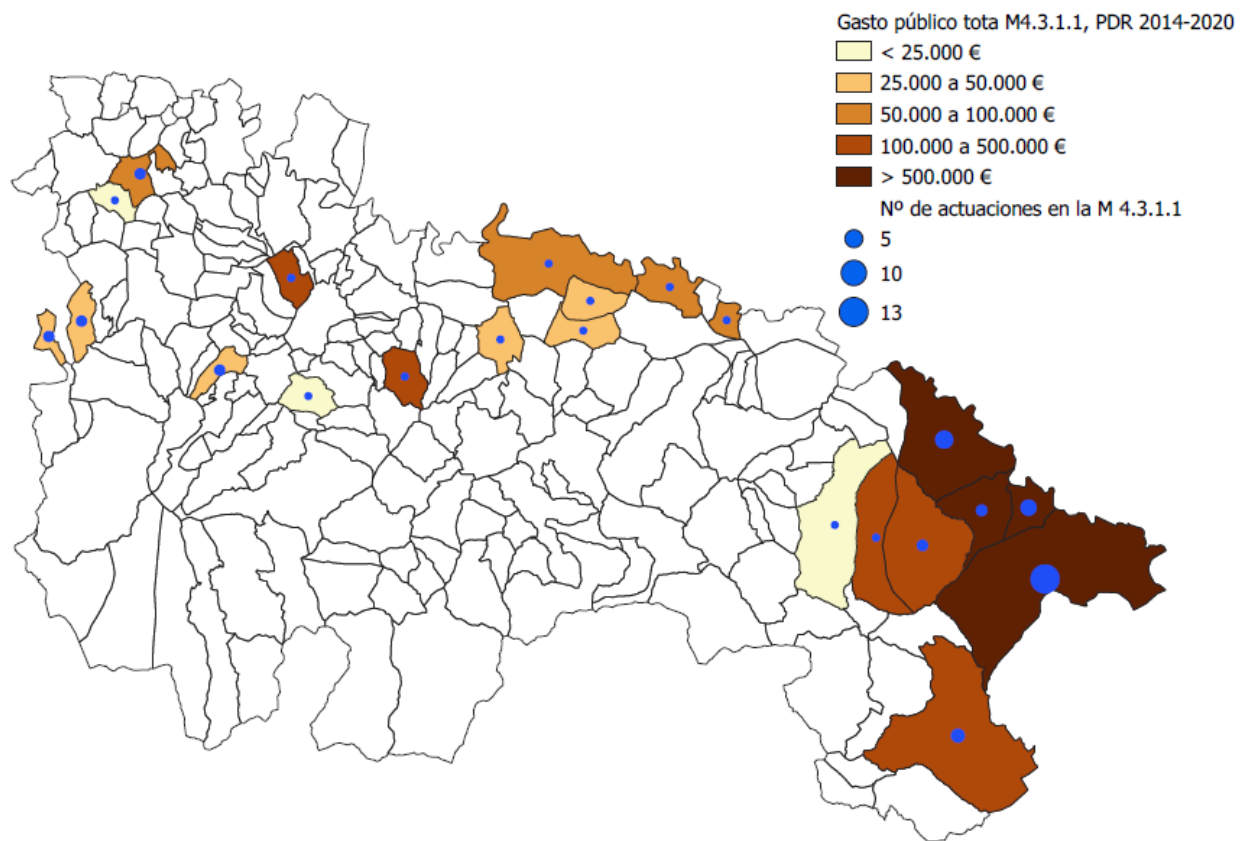 Gasto público tota M4.3.1.1, PDR 2014-2020
< 25.000 €
25.000 a 50.000 €
50.000 a 100.000 €
100.000 a 500.000 €
> 500.000 €
Nº de actuaciones en la M 4.3.1.1
5
10
13